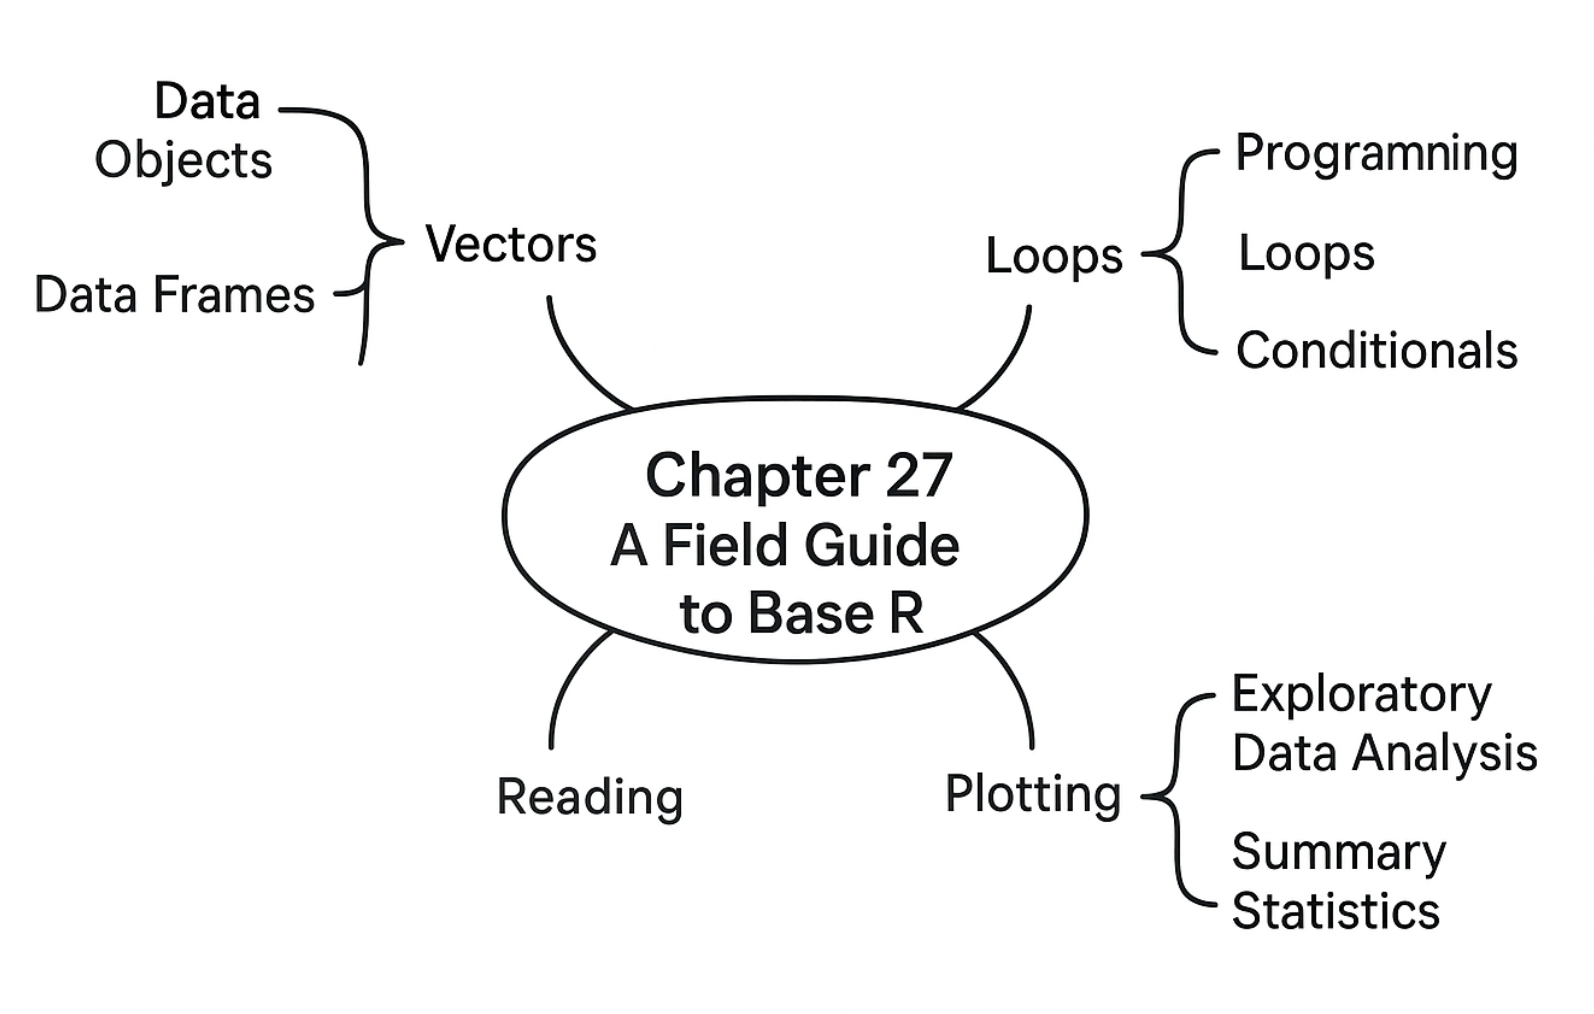 Data
Objects
Data Frames
Vectors
Loops
Programning
Loops
Conditionals
Chapter 27
A Field Guide
to Base R
Reading
Plotting
Exploratory
Data Analysis
Summary
Statistics